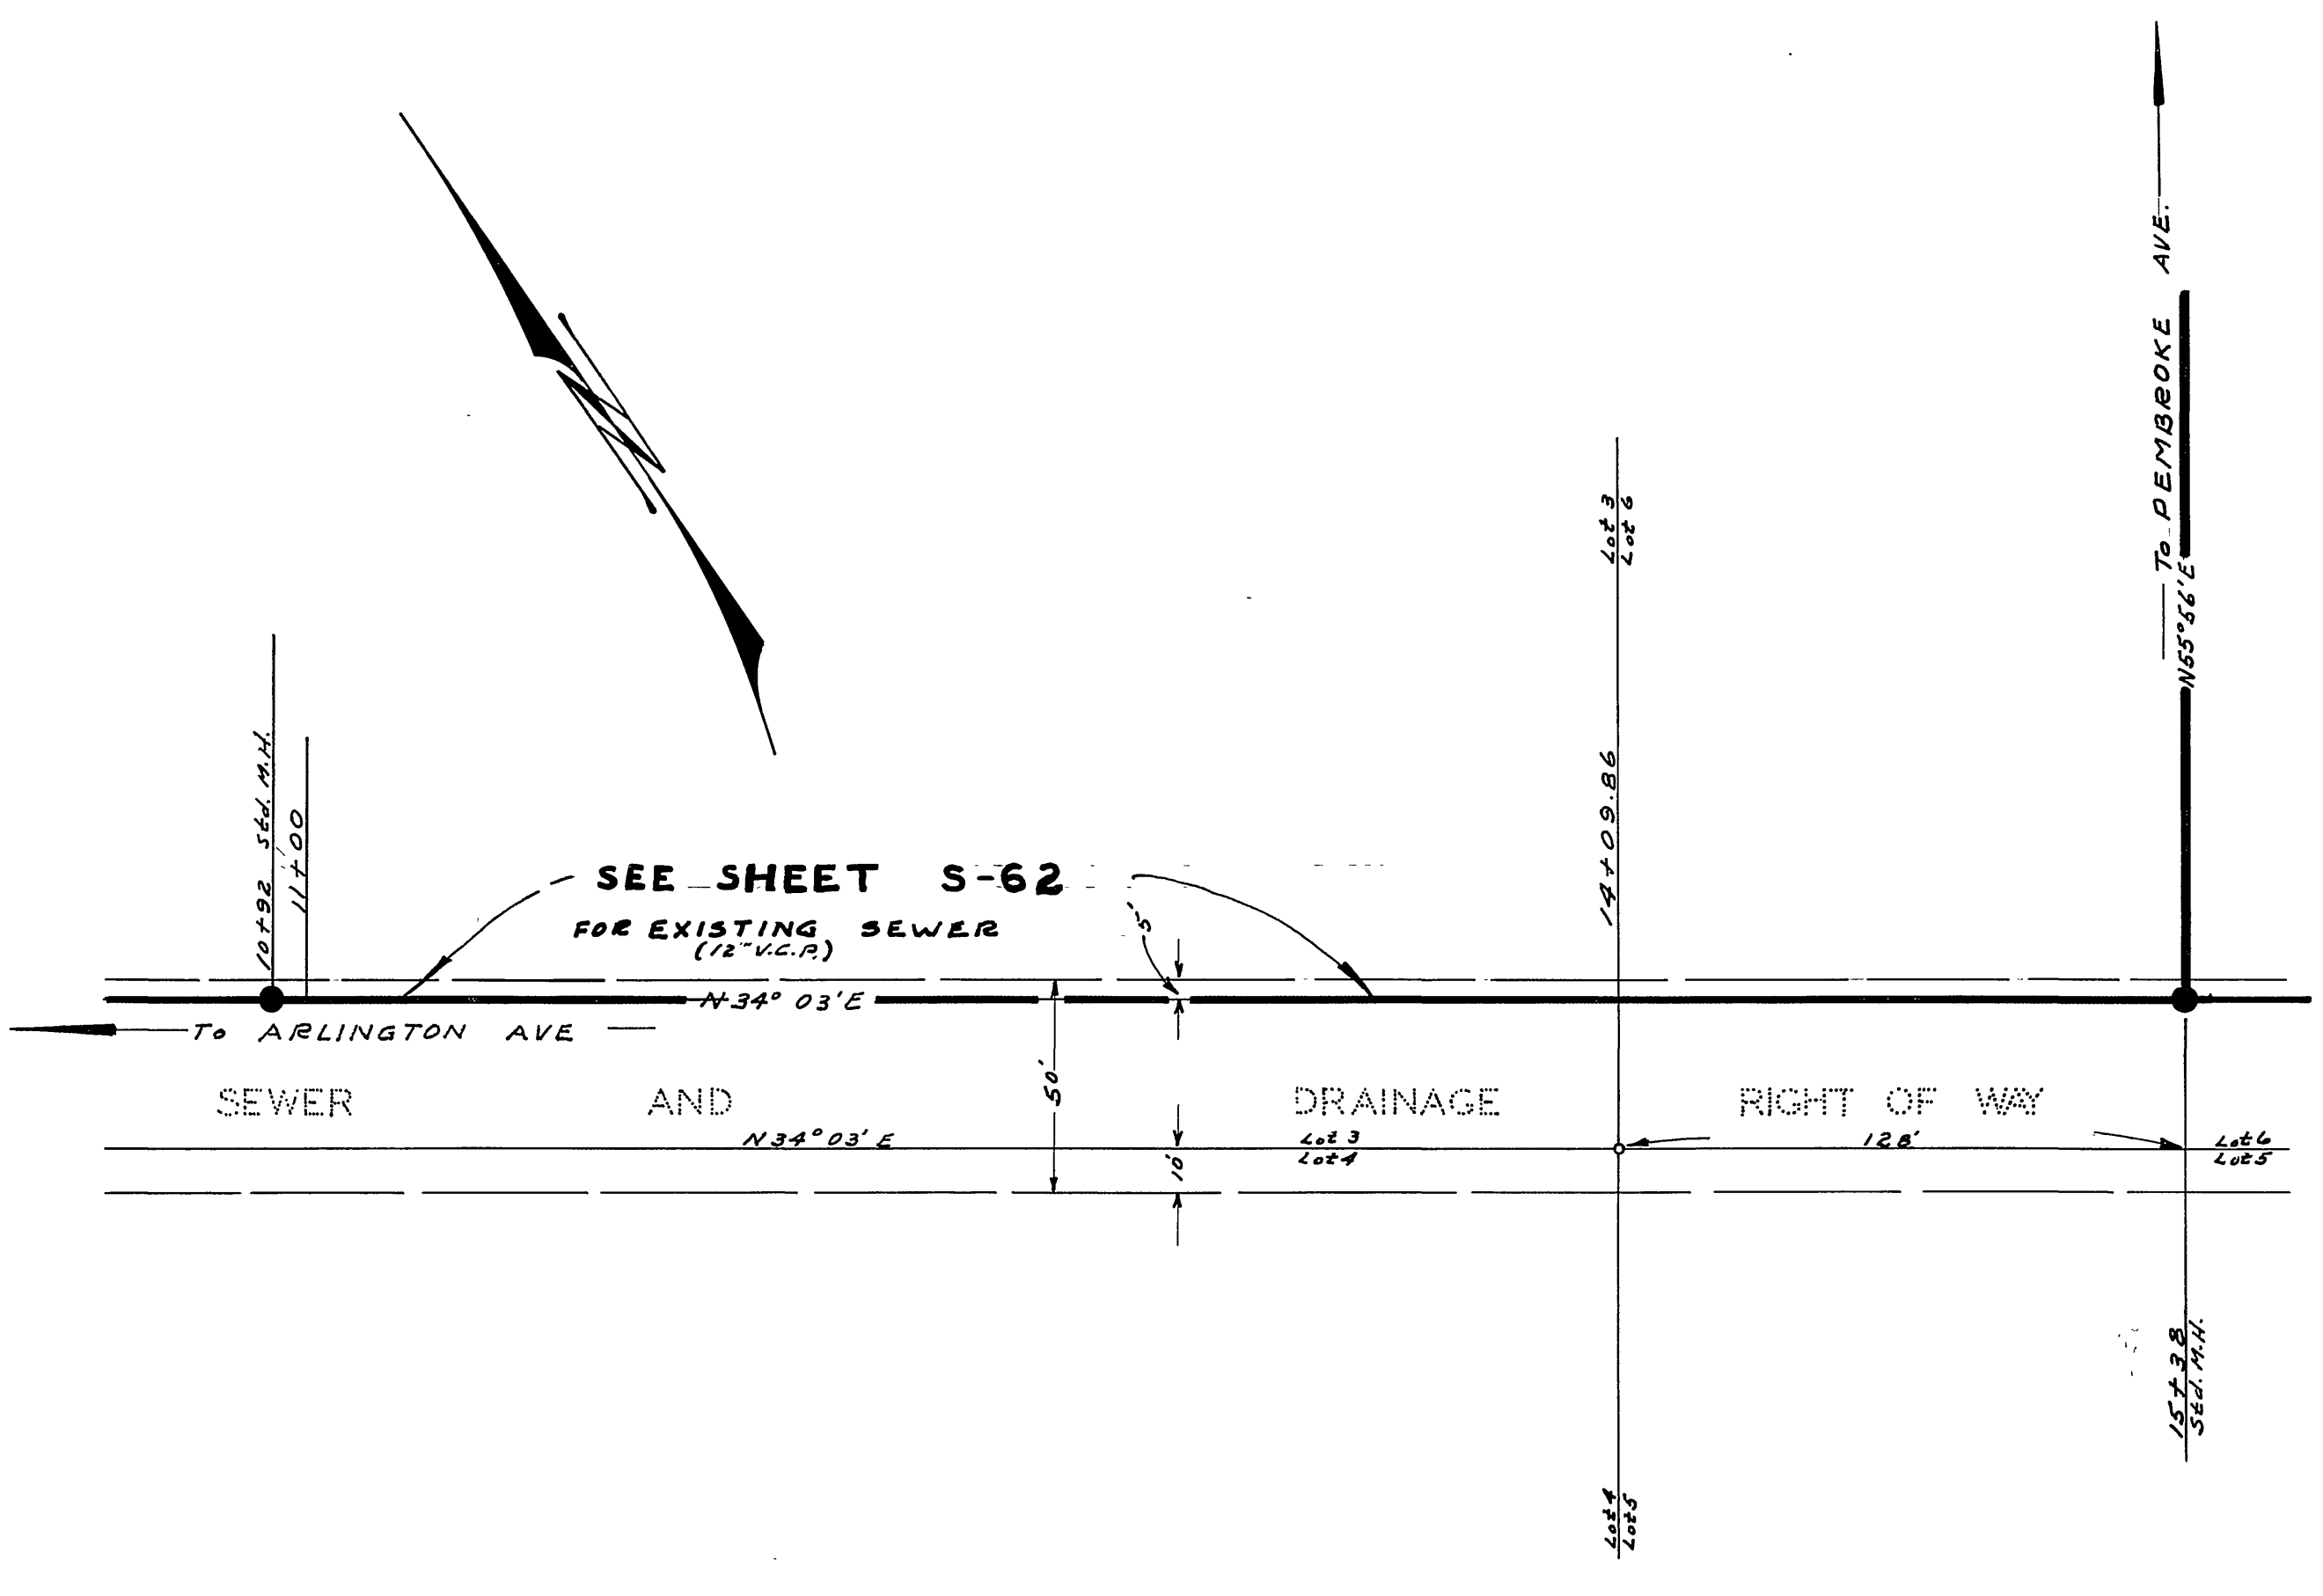 To PEMBROKE AVE.
N55°56'E
Lot 3
Lot 6
10+92 Std. M.H.
11+00
14+09.86
SEE SHEET S-62
FOR EXISTING SEWER
(12" V.C.P.)
5'
N 34° 03' E
To ARLINGTON AVE
50'
SEWER AND DRAINAGE RIGHT OF WAY
N 34° 03' E
Lot 3
Lot 4
128'
Lot 6
Lot 5
10'
15+38
Std. M.H.
Lot 4
Lot 5